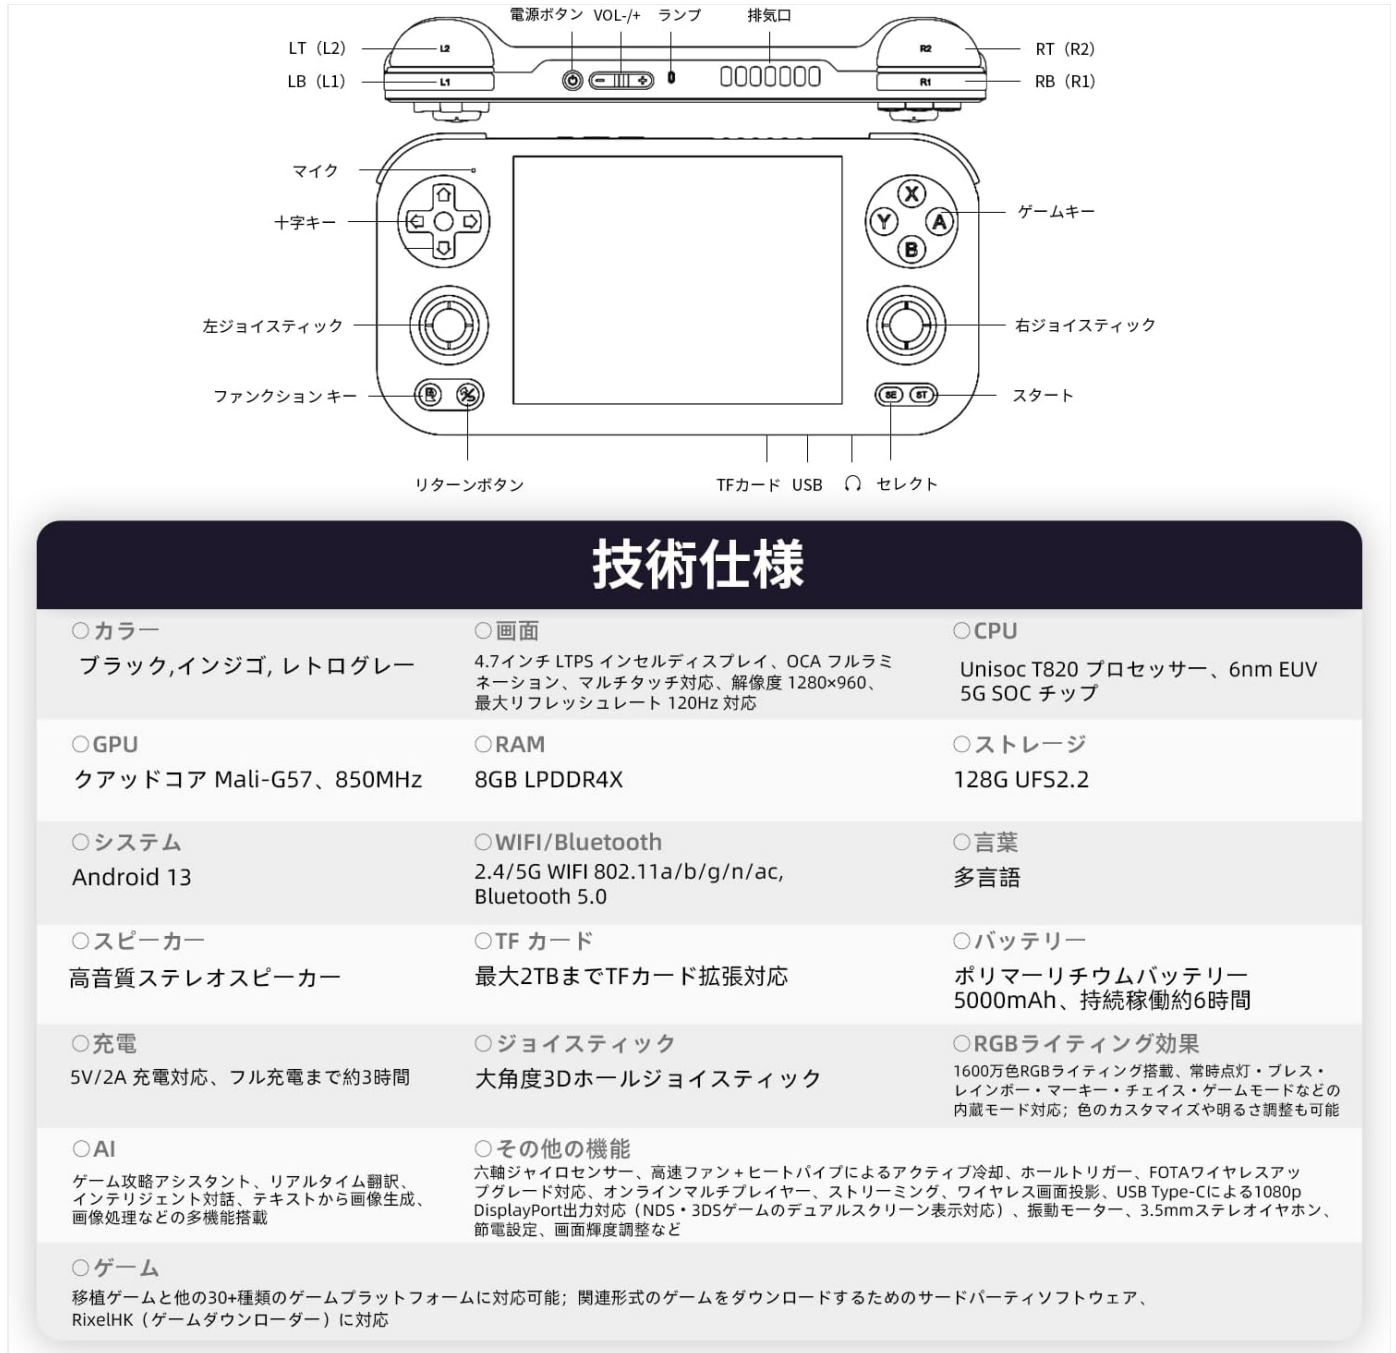 電源ボタン VOL-/+ ランプ 排気口
LT（L2） L2 R2 RT（R2）
LB（L1） L1 R1 RB（R1）
マイク
X
十字キー Y A ゲームキー
B
左ジョイスティック 右ジョイスティック
ファンクションキー SE ST スタート
リターンボタン TFカード USB セレクト
技術仕様
○カラー
ブラック,インジゴ, レトログレー
○画面
4.7インチ LTPS インセルディスプレイ、OCA フルラミ
ネーション、マルチタッチ対応、解像度 1280×960、
最大リフレッシュレート 120Hz 対応
○CPU
Unisoc T820 プロセッサー、6nm EUV
5G SOC チップ
○GPU
クアッドコア Mali-G57、850MHz
○RAM
8GB LPDDR4X
○ストレージ
128G UFS2.2
○システム
Android 13
○WIFI/Bluetooth
2.4/5G WIFI 802.11a/b/g/n/ac,
Bluetooth 5.0
○言葉
多言語
○スピーカー
高音質ステレオスピーカー
○TF カード
最大2TBまでTFカード拡張対応
○バッテリー
ポリマーリチウムバッテリー
5000mAh、持続稼働約6時間
○充電
5V/2A 充電対応、フル充電まで約3時間
○ジョイスティック
大角度3Dホールジョイスティック
○RGBライティング効果
1600万色RGBライティング搭載、常時点灯・ブレス・
レインボー・マーキー・チェイス・ゲームモードなどの
内蔵モード対応；色のカスタマイズや明るさ調整も可能
○AI
ゲーム攻略アシスタント、リアルタイム翻訳、
インテリジェント対話、テキストから画像生成、
画像処理などの多機能搭載
○その他の機能
六軸ジャイロセンサー、高速ファン＋ヒートパイプによるアクティブ冷却、ホールトリガー、FOTAワイヤレスアッ
プグレード対応、オンラインマルチプレイヤー、ストリーミング、ワイヤレス画面投影、USB Type-Cによる1080p
DisplayPort出力対応（NDS・3DSゲームのデュアルスクリーン表示対応）、振動モーター、3.5mmステレオイヤホン、
節電設定、画面輝度調整など
○ゲーム
移植ゲームと他の30+種類のゲームプラットフォームに対応可能；関連形式のゲームをダウンロードするためのサードパーティソフトウェア、
RixelHK（ゲームダウンローダー）に対応